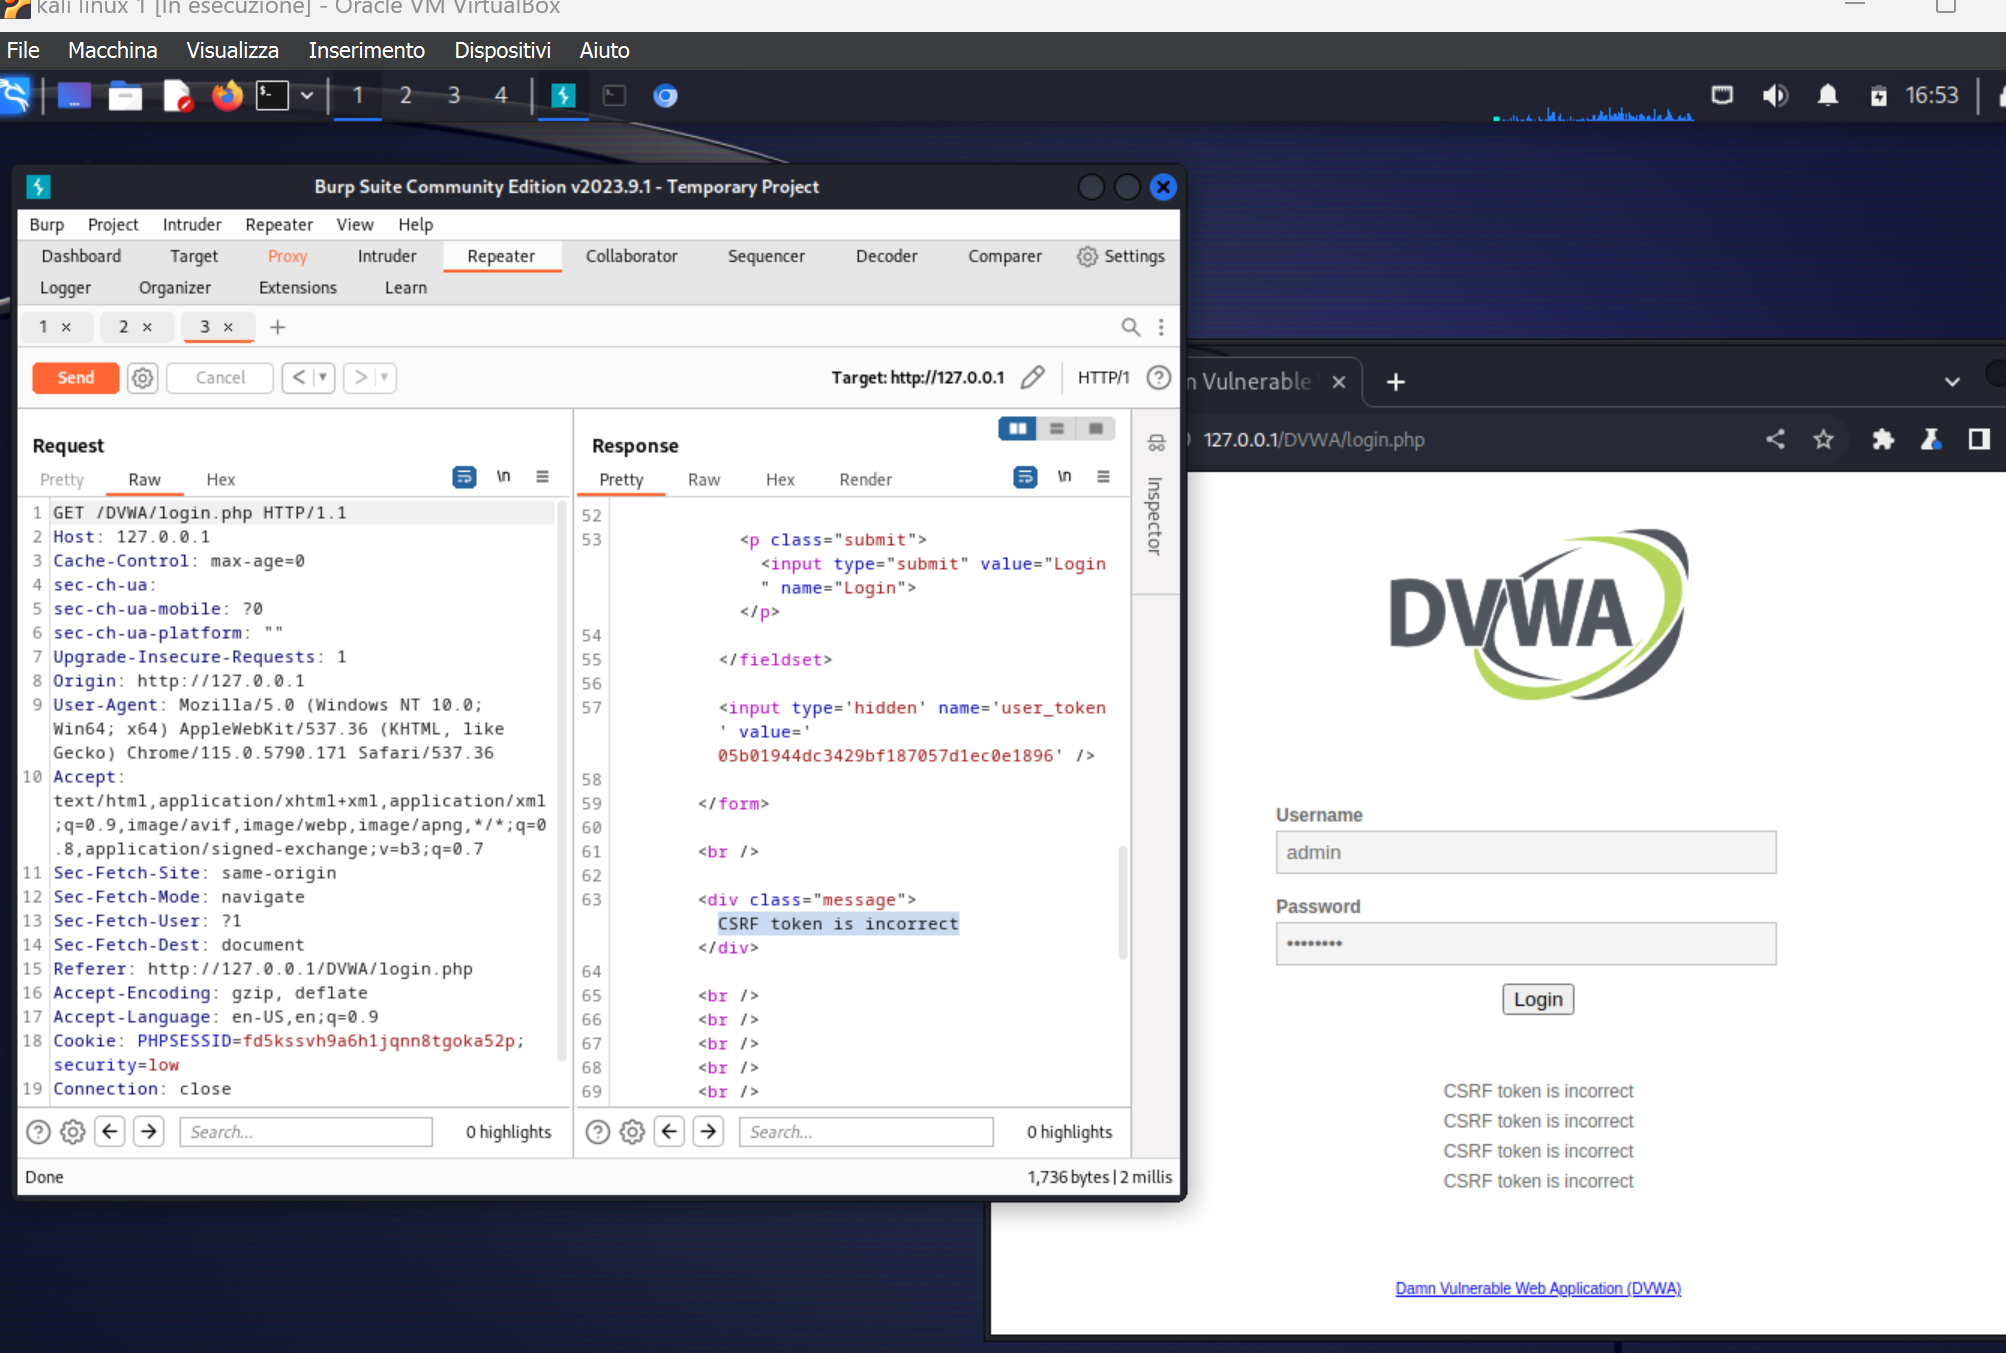 kali linux 1 [In esecuzione] - Oracle VM VirtualBox
File Macchina Visualizza Inserimento Dispositivi Aiuto
1 2 3 4
16:53
Burp Suite Community Edition v2023.9.1 - Temporary Project
Burp Project Intruder Repeater View Help
Dashboard Target Proxy Intruder Repeater Collaborator Sequencer Decoder Comparer Settings
Logger Organizer Extensions Learn
1 × 2 × 3 × +
Send Cancel < > Target: http://127.0.0.1 HTTP/1 ?
Request
Pretty Raw Hex \n
1 GET /DVWA/login.php HTTP/1.1
2 Host: 127.0.0.1
3 Cache-Control: max-age=0
4 sec-ch-ua:
5 sec-ch-ua-mobile: ?0
6 sec-ch-ua-platform: ""
7 Upgrade-Insecure-Requests: 1
8 Origin: http://127.0.0.1
9 User-Agent: Mozilla/5.0 (Windows NT 10.0;
Win64; x64) AppleWebKit/537.36 (KHTML, like
Gecko) Chrome/115.0.5790.171 Safari/537.36
10 Accept:
text/html,application/xhtml+xml,application/xml
;q=0.9,image/avif,image/webp,image/apng,*/*;q=0
.8,application/signed-exchange;v=b3;q=0.7
11 Sec-Fetch-Site: same-origin
12 Sec-Fetch-Mode: navigate
13 Sec-Fetch-User: ?1
14 Sec-Fetch-Dest: document
15 Referer: http://127.0.0.1/DVWA/login.php
16 Accept-Encoding: gzip, deflate
17 Accept-Language: en-US,en;q=0.9
18 Cookie: PHPSESSID=fd5kssvh9a6h1jqnn8tgoka52p;
security=low
19 Connection: close
? Search... 0 highlights
Response
Pretty Raw Hex Render \n
52
53 <p class="submit">
<input type="submit" value="Login
" name="Login">
</p>
54
55 </fieldset>
56
57 <input type='hidden' name='user_token
' value='
05b01944dc3429bf187057d1ec0e1896' />
58
59 </form>
60
61 <br />
62
63 <div class="message">
CSRF token is incorrect
</div>
64
65 <br />
66 <br />
67 <br />
68 <br />
69 <br />
? Search... 0 highlights
Inspector
Done 1,736 bytes | 2 millis
n Vulnerable × +
127.0.0.1/DVWA/login.php
DVWA
Username
admin
Password
••••••••
Login
CSRF token is incorrect
CSRF token is incorrect
CSRF token is incorrect
CSRF token is incorrect
Damn Vulnerable Web Application (DVWA)